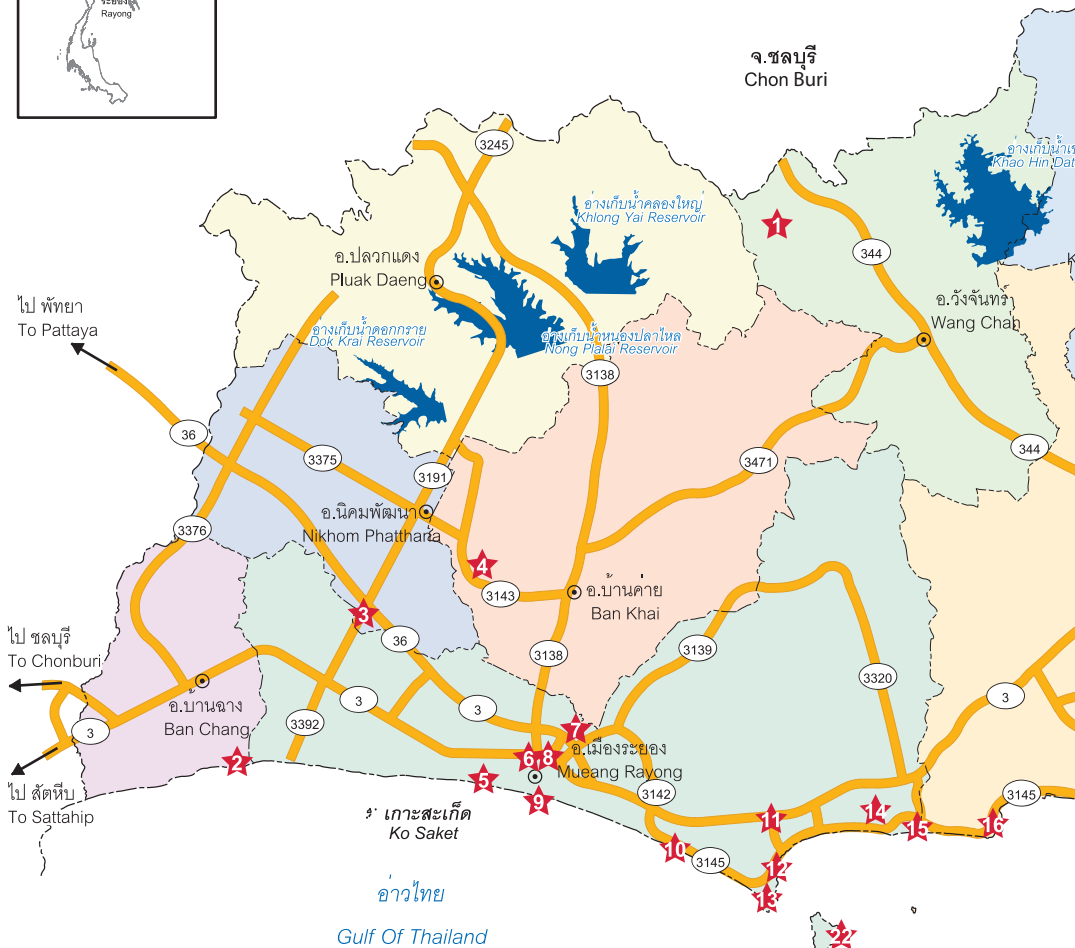 ระยอง
Rayong
จ.ชลบุรี
Chon Buri
3245
อ่างเก็บน้ำคลองใหญ่
Khlong Yai Reservoir
1
344
Khao Hin Dat
อ.ปลวกแดง
Pluak Daeng
ไป พัทยา
To Pattaya
อ่างเก็บน้ำดอกกราย
Dok Krai Reservoir
อ่างเก็บน้ำหนองปลาไหล
Nong Plalai Reservoir
อ.วังจันทร
Wang Chan
3138
36
3375
3191
3471
344
อ.นิคมพัฒนา
Nikhom Phatthana
3376
4
3143
อ.บ้านค่าย
Ban Khai
3
36
ไป ชลบุรี
To Chonburi
3138
3139
3320
3
อ.บ้านฉาง
Ban Chang
3
3392
3
3
7
2
6
8
อ.เมืองระยอง
Mueang Rayong
5
9
3142
ไป สัตหีบ
To Sattahip
เกาะสะเก็ด
Ko Saket
11
14
15
3145
16
10
3145
12
13
อ่าวไทย
Gulf Of Thailand
22